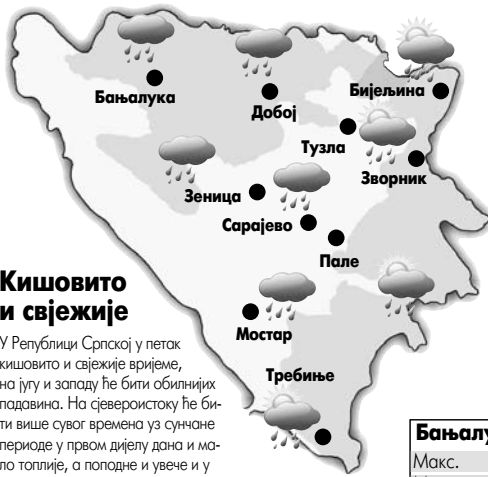 Бањалука
Добој
Бијељина
Тузла
Зворник
Зеница
Сарајево
Пале
Мостар
Требиње
Кишовито
и свјежије
У Републици Српској у петак
кишовито и свјежије вријеме,
на југу и западу ће бити обилнијих
падавина. На сјевероистоку ће би-
ти више сувог времена уз сунчане
периоде у првом дијелу дана и ма-
ло топлије, а поподне и увече и у
Макс.